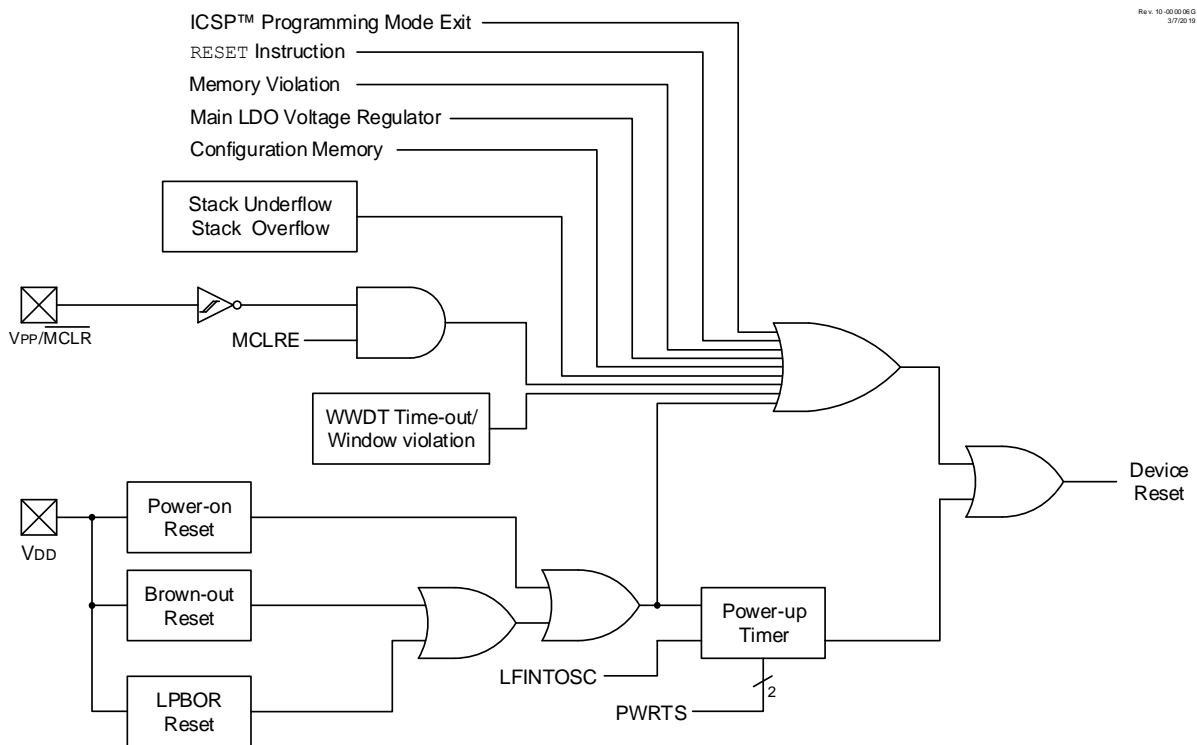 Rev. 10-000006G
3/7/2019
ICSP™ Programming Mode Exit
RESET Instruction
Memory Violation
Main LDO Voltage Regulator
Configuration Memory
Stack Underflow
Stack Overflow
VPP/MCLR
MCLRE
WWDT Time-out/
Window violation
Device
Reset
VDD
Power-on
Reset
Brown-out
Reset
LPBOR
Reset
Power-up
Timer
LFINTOSC
2
PWRTS